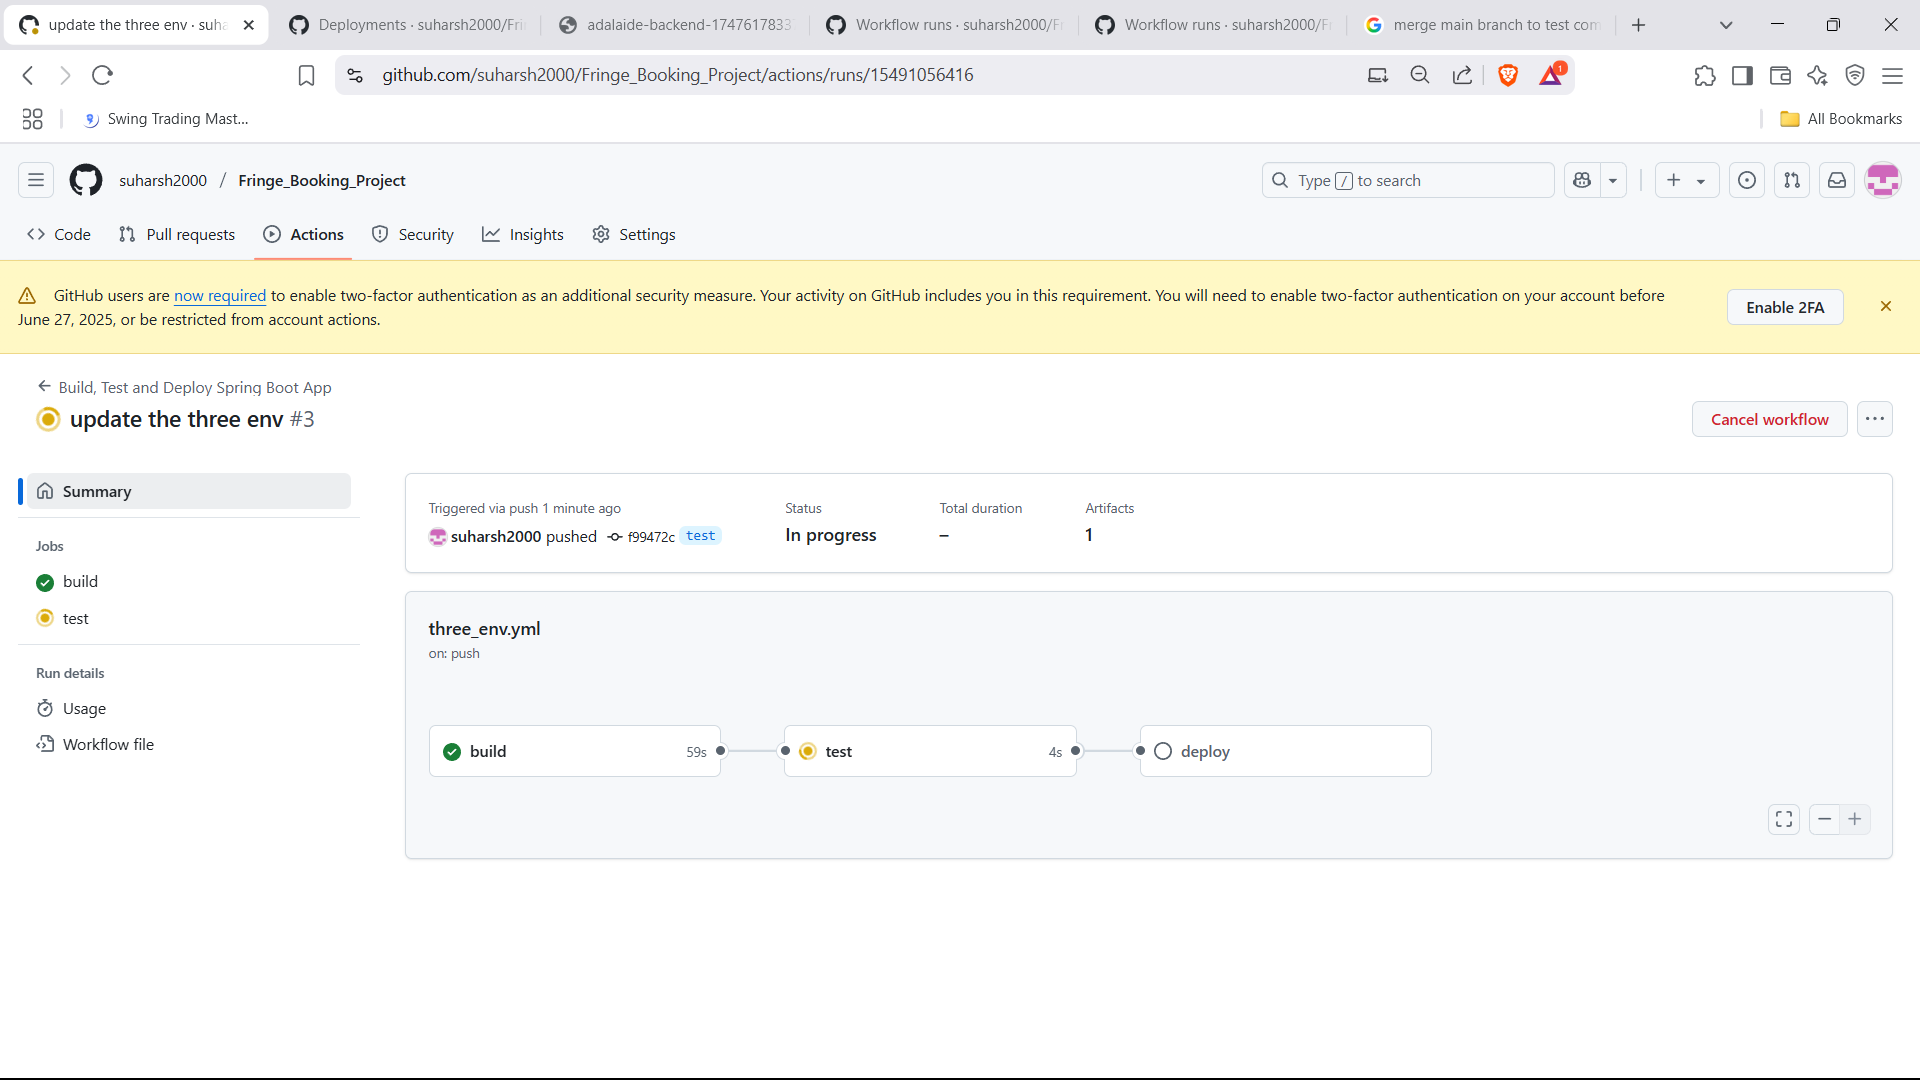 update the three env · suha
Deployments · suharsh2000/Frin
adalaide-backend-1747617833
Workflow runs · suharsh2000/Fr
Workflow runs · suharsh2000/Fr
merge main branch to test com
github.com/suharsh2000/Fringe_Booking_Project/actions/runs/15491056416
1
Swing Trading Mast...
All Bookmarks
suharsh2000 / Fringe_Booking_Project
Type / to search
Code
Pull requests
Actions
Security
Insights
Settings
GitHub users are now required to enable two-factor authentication as an additional security measure. Your activity on GitHub includes you in this requirement. You will need to enable two-factor authentication on your account before
June 27, 2025, or be restricted from account actions.
Enable 2FA
Build, Test and Deploy Spring Boot App
update the three env #3
Cancel workflow
Summary
Jobs
build
test
Run details
Usage
Workflow file
Triggered via push 1 minute ago
suharsh2000 pushed f99472c test
Status
In progress
Total duration
–
Artifacts
1
three_env.yml
on: push
build 59s
test 4s
deploy